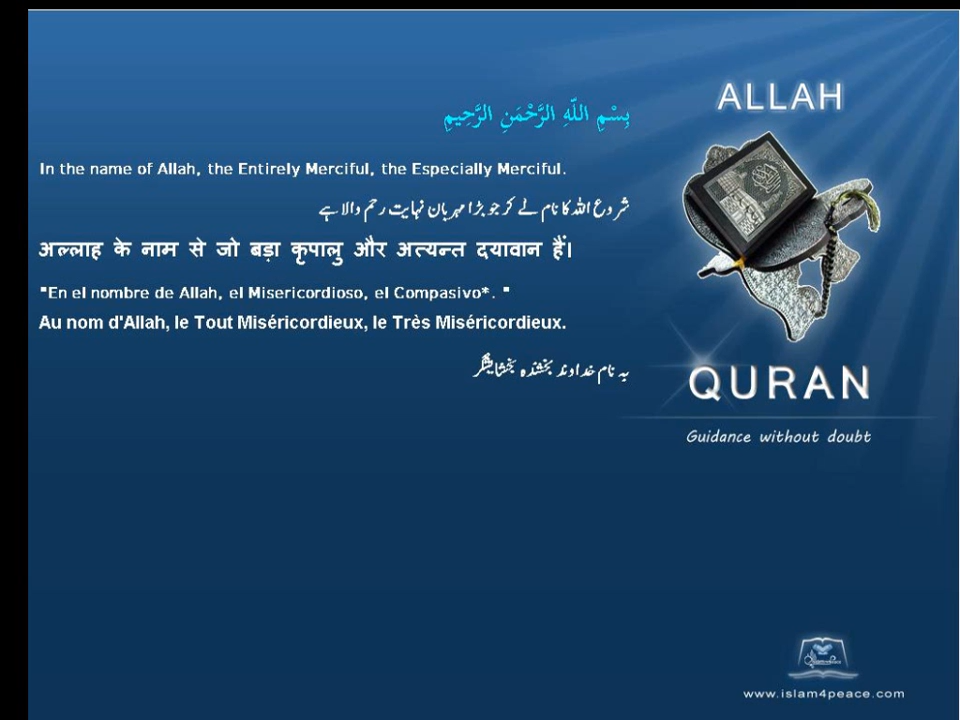 بِسْمِ اللّهِ الرَّحْمَنِ الرَّحِيمِ
In the name of Allah, the Entirely Merciful, the Especially Merciful.
شروع الله کا نام لے کر جو بڑا مہربان نہایت رحم والا ہے
अल्लाह के नाम से जो बड़ा कृपालु और अत्यन्त दयावान हैं।
"En el nombre de Allah, el Misericordioso, el Compasivo*. "
Au nom d'Allah, le Tout Miséricordieux, le Très Miséricordieux.
به نام خداوند بخشنده بخشایشگر
ALLAH
QURAN
Guidance without doubt
www.islam4peace.com